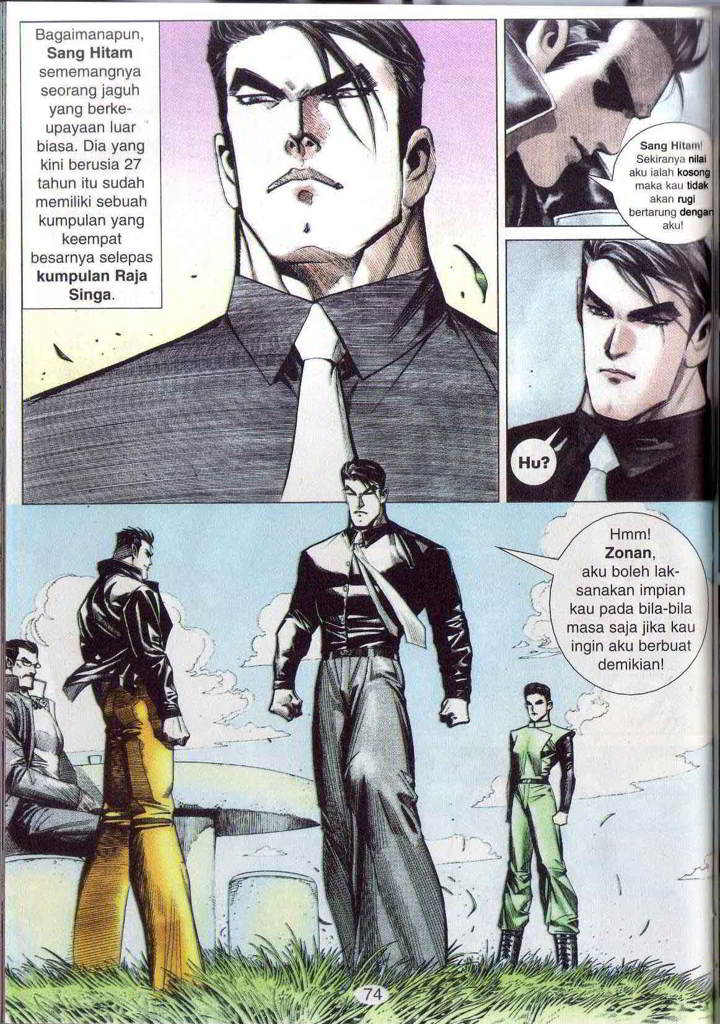 Bagaimanapun,
Sang Hitam
sememangnya
seorang jaguh
yang berke-
upayaan luar
biasa. Dia yang
kini berusia 27
tahun itu sudah
memiliki sebuah
kumpulan yang
keempat
besarnya selepas
kumpulan Raja
Singa.
Sang Hitam!
Sekiranya nilai
aku ialah kosong
maka kau tidak
akan rugi
bertarung dengan
aku!
Hu?
Hmm!
Zonan,
aku boleh lak-
sanakan impian
kau pada bila-bila
masa saja jika kau
ingin aku berbuat
demikian!
74